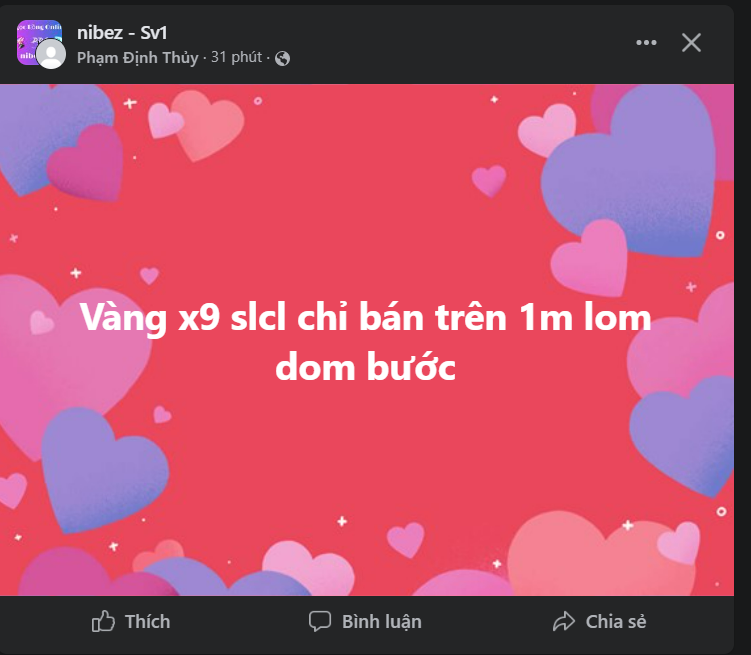 nibez - Sv1
Phạm Định Thủy · 31 phút ·
Vàng x9 slcl chỉ bán trên 1m lom
dom bước
Thích
Bình luận
Chia sẻ